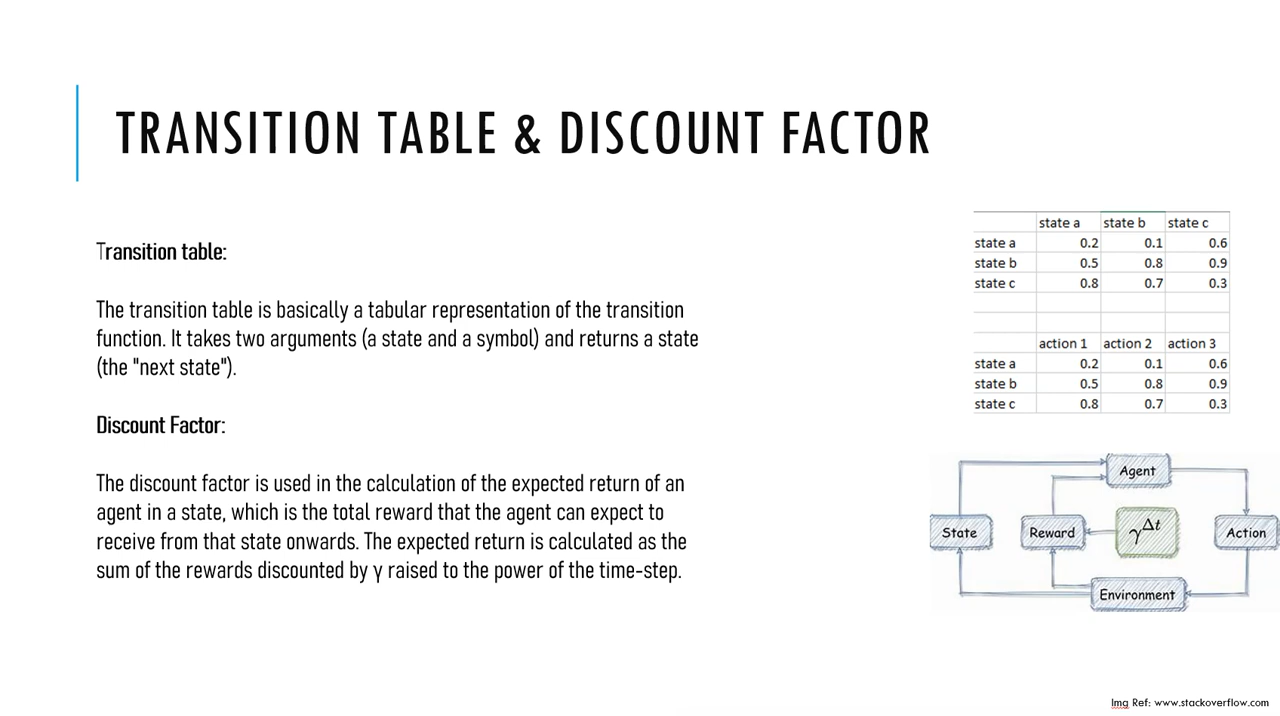 TRANSITION TABLE & DISCOUNT FACTOR
Transition table:
The transition table is basically a tabular representation of the transition
function. It takes two arguments (a state and a symbol) and returns a state
(the "next state").
Discount Factor:
The discount factor is used in the calculation of the expected return of an
agent in a state, which is the total reward that the agent can expect to
receive from that state onwards. The expected return is calculated as the
sum of the rewards discounted by γ raised to the power of the time-step.
state a state b state c
state a 0.2 0.1 0.6
state b 0.5 0.8 0.9
state c 0.8 0.7 0.3
action 1 action 2 action 3
state a 0.2 0.1 0.6
state b 0.5 0.8 0.9
state c 0.8 0.7 0.3
Agent
State Reward γ^Δt Action
Environment
Img Ref: www.stackoverflow.com